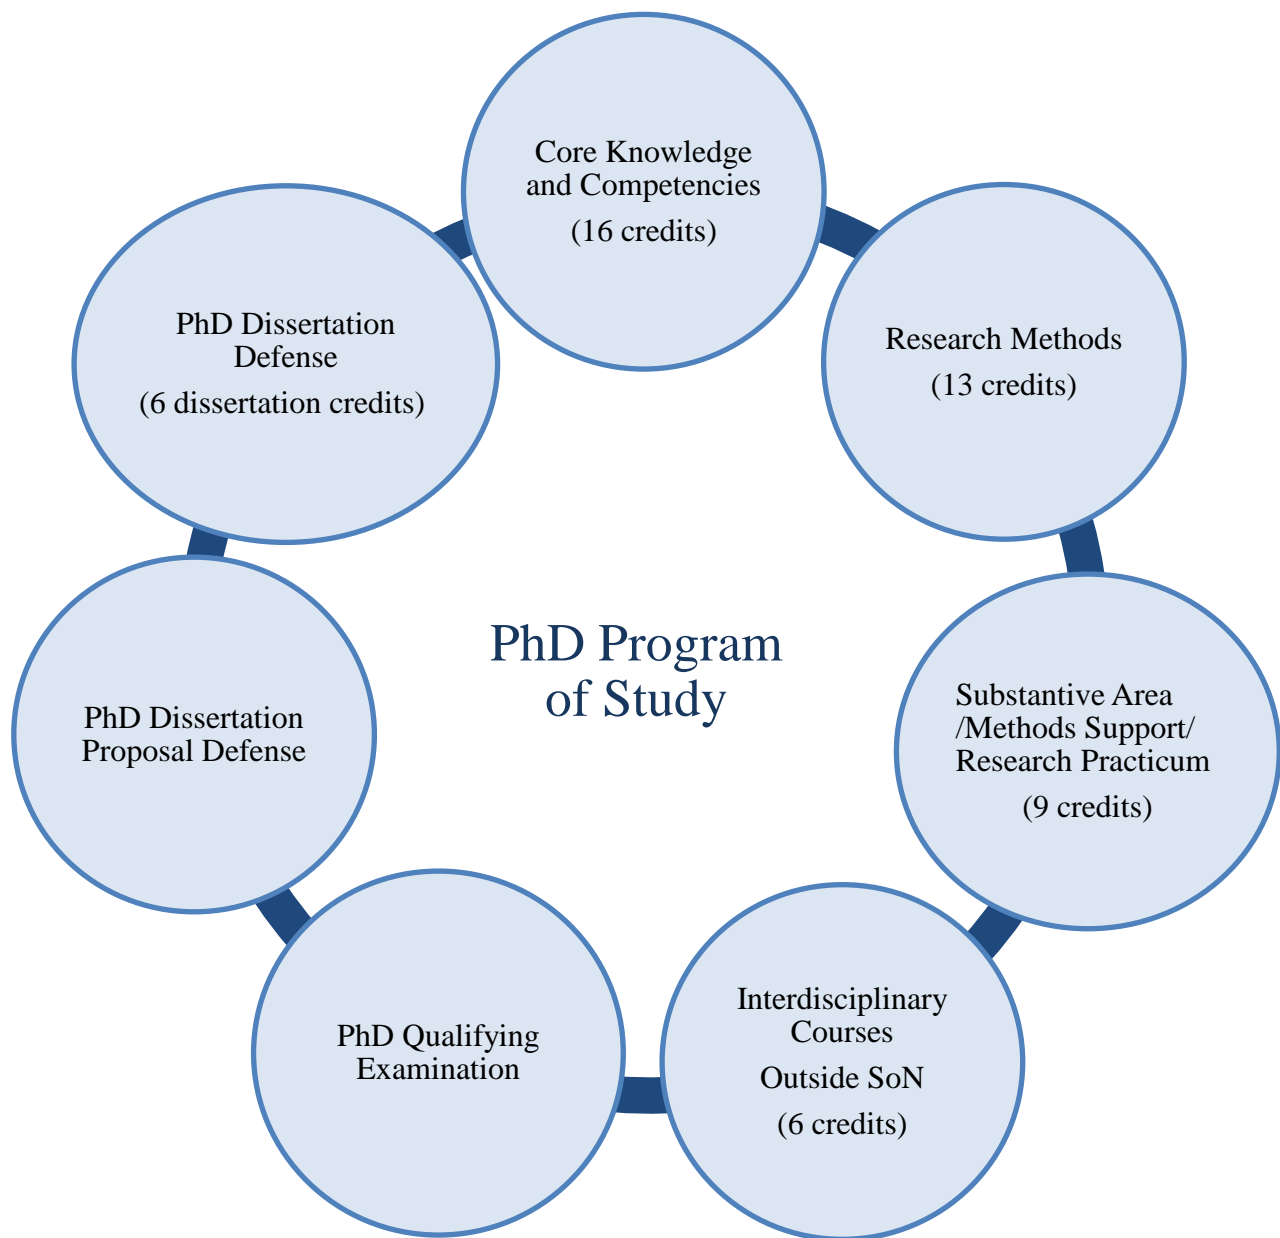 Core Knowledge
and Competencies
(16 credits)
Research Methods
(13 credits)
Substantive Area
/Methods Support/
Research Practicum
(9 credits)
Interdisciplinary
Courses
Outside SoN
(6 credits)
PhD Qualifying
Examination
PhD Dissertation
Proposal Defense
PhD Dissertation
Defense
(6 dissertation credits)
PhD Program
of Study